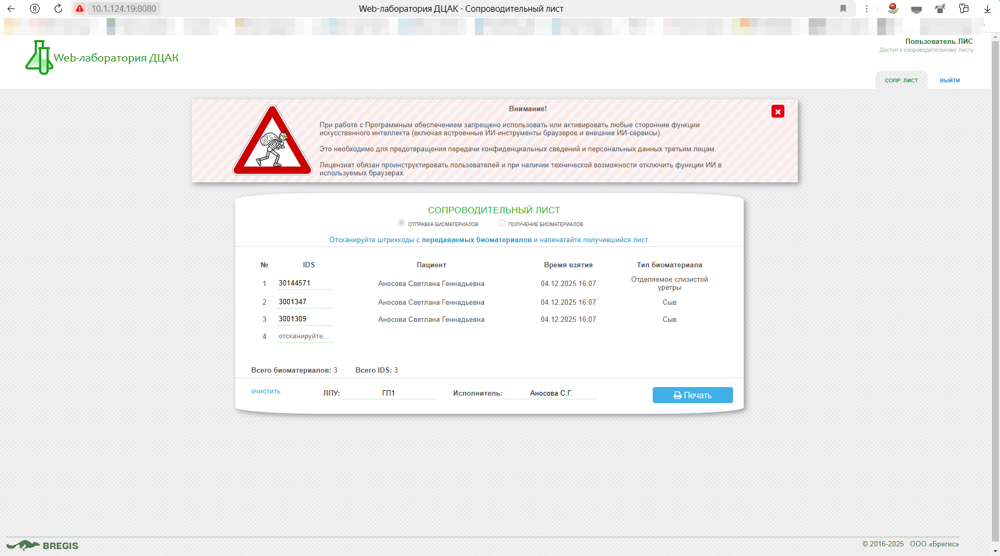 10.1.124.19:8080
Web-лаборатория ДЦАК - Сопроводительный лист
Web-лаборатория ДЦАК
Пользователь ЛИС
Доступ к сопроводительному листу
СОПР. ЛИСТ
ВЫЙТИ
Внимание!
При работе с Программным обеспечением запрещено использовать или активировать любые сторонние функции
искусственного интеллекта (включая встроенные ИИ-инструменты браузеров и внешние ИИ-сервисы).
Это необходимо для предотвращения передачи конфиденциальных сведений и персональных данных третьим лицам.
Лицензиат обязан проинструктировать пользователей и при наличии технической возможности отключить функции ИИ в
используемых браузерах.
СОПРОВОДИТЕЛЬНЫЙ ЛИСТ
ОТПРАВКА БИОМАТЕРИАЛОВ ПОЛУЧЕНИЕ БИОМАТЕРИАЛОВ
Отсканируйте штрихкоды с передаваемых биоматериалов и напечатайте получившийся лист.
№ IDS Пациент Время взятия Тип биоматериала
1 30144571 Аносова Светлана Геннадьевна 04.12.2025 16:07 Отделяемое слизистой
уретры
2 3001347 Аносова Светлана Геннадьевна 04.12.2025 16:07 Сыв
3 3001309 Аносова Светлана Геннадьевна 04.12.2025 16:07 Сыв
4 отсканируйте...
Всего биоматериалов: 3 Всего IDS: 3
очистить ЛПУ: ГП1 Исполнитель: Аносова С.Г. Печать
BREGIS
© 2016-2025 ООО «Брегис»